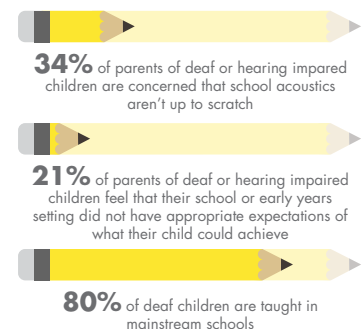 34% of parents of deaf or hearing impared
children are concerned that school acoustics
aren't up to scratch
21% of parents of deaf or hearing impaired
children feel that their school or early years
setting did not have appropriate expectations of
what their child could achieve
80% of deaf children are taught in
mainstream schools